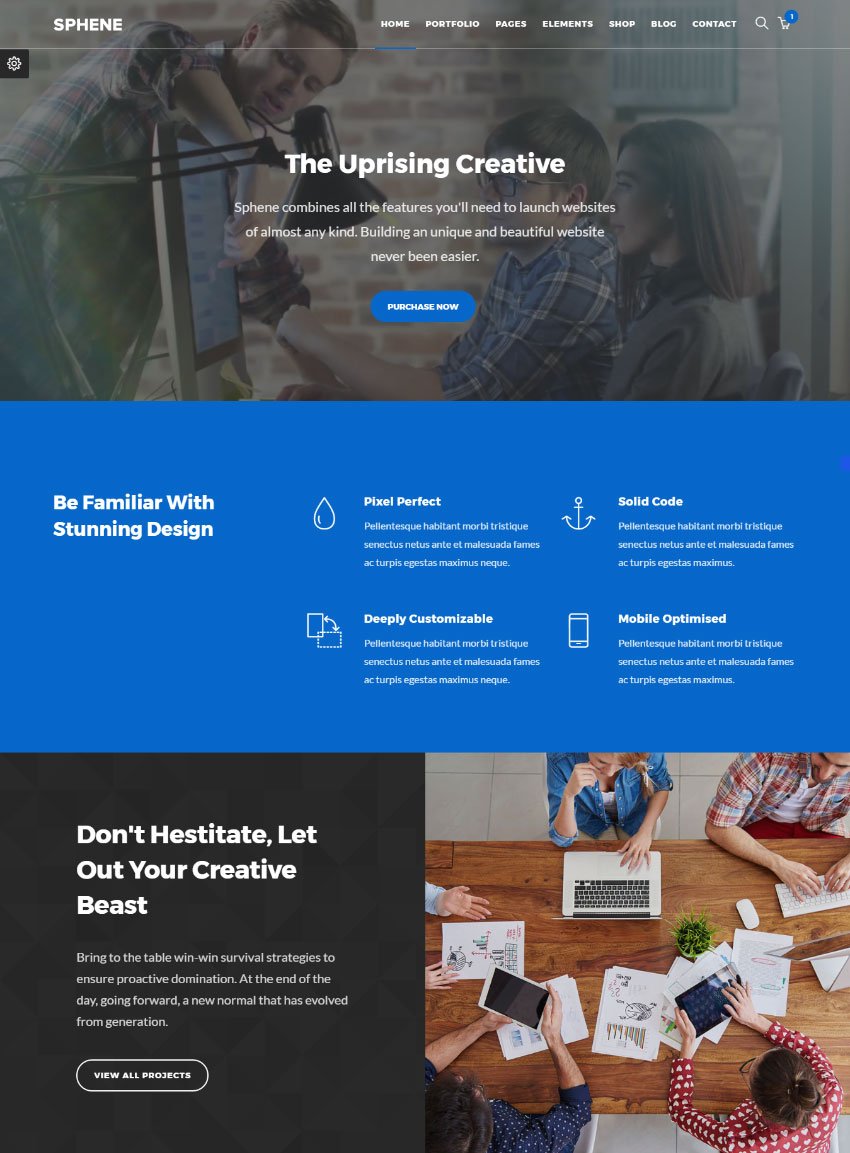 SPHENE
HOME PORTFOLIO PAGES ELEMENTS SHOP BLOG CONTACT 1
The Uprising Creative
Sphene combines all the features you'll need to launch websites
of almost any kind. Building an unique and beautiful website
never been easier.
PURCHASE NOW
Be Familiar With
Stunning Design
Pixel Perfect
Pellentesque habitant morbi tristique
senectus netus ante et malesuada fames
ac turpis egestas maximus neque.
Solid Code
Pellentesque habitant morbi tristique
senectus netus ante et malesuada fames
ac turpis egestas maximus.
Deeply Customizable
Pellentesque habitant morbi tristique
senectus netus ante et malesuada fames
ac turpis egestas maximus neque.
Mobile Optimised
Pellentesque habitant morbi tristique
senectus netus ante et malesuada fames
ac turpis egestas maximus.
Don't Hestitate, Let
Out Your Creative
Beast
Bring to the table win-win survival strategies to
ensure proactive domination. At the end of the
day, going forward, a new normal that has evolved
from generation.
VIEW ALL PROJECTS